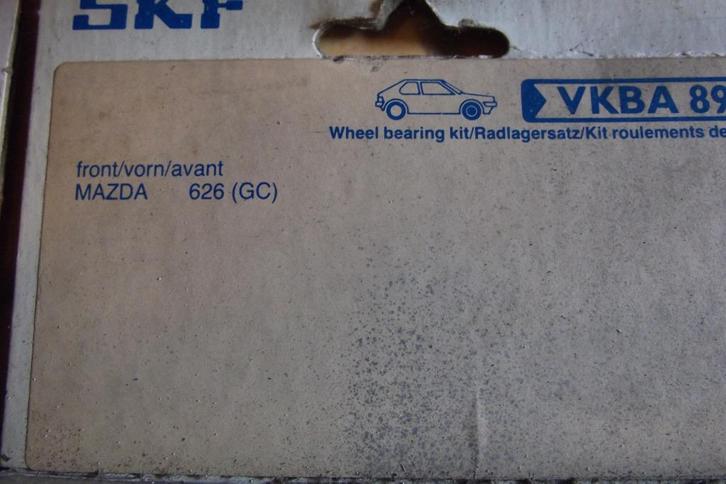 SKF
VKBA 89
Wheel bearing kit/Radlagersatz/Kit roulements de
front/vorn/avant
MAZDA 626 (GC)